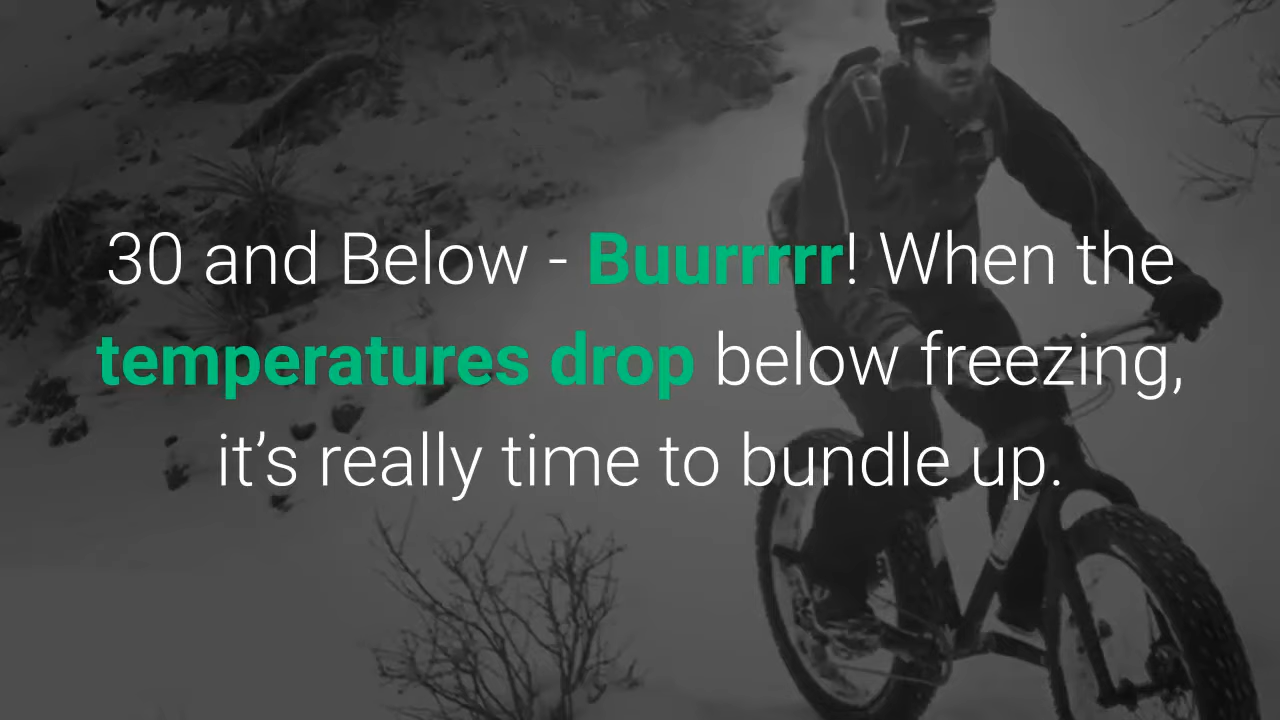 30 and Below - Buurrrrr! When the
temperatures drop below freezing,
it’s really time to bundle up.